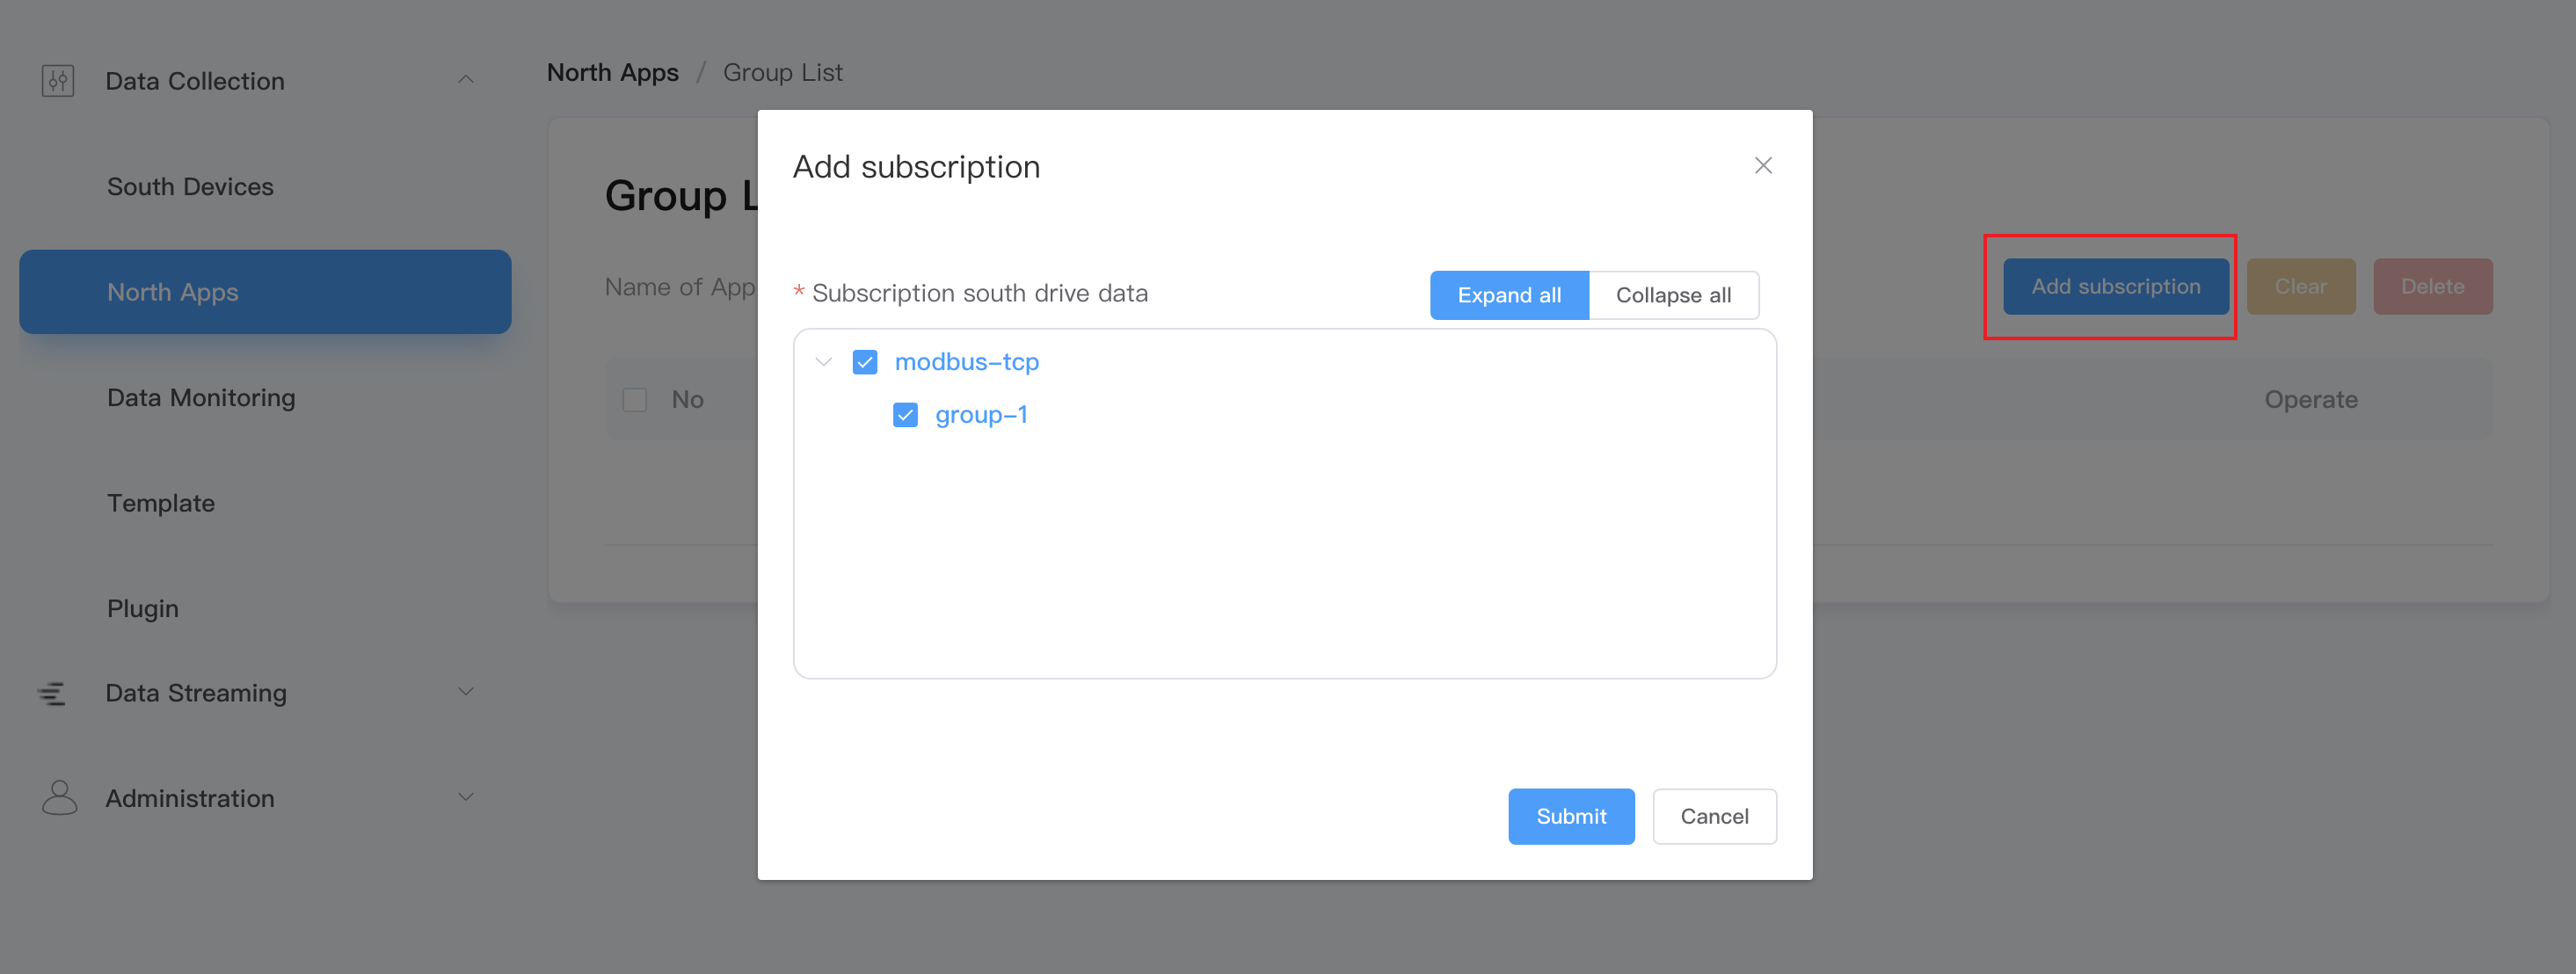 Data Collection
South Devices
North Apps
Data Monitoring
Template
Plugin
Data Streaming
Administration
North Apps / Group List
Group L
Name of App
Add subscription
Clear
Delete
No
Operate
Add subscription
* Subscription south drive data
Expand all
Collapse all
modbus-tcp
group-1
Submit
Cancel